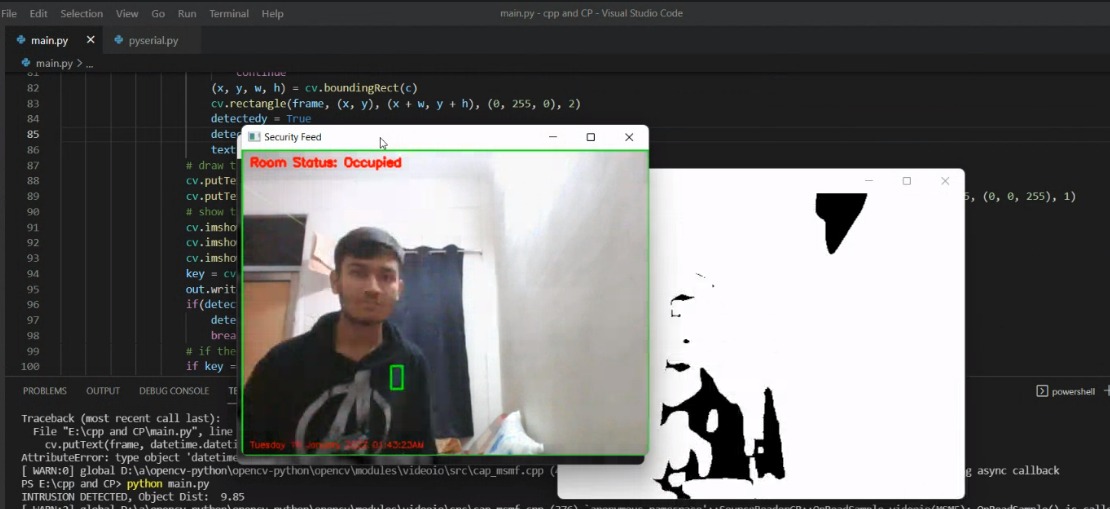 File Edit Selection View Go Run Terminal Help
main.py - cpp and CP - Visual Studio Code
main.py pyserial.py
main.py > ...
81 continue
82 (x, y, w, h) = cv.boundingRect(c)
83 cv.rectangle(frame, (x, y), (x + w, y + h), (0, 255, 0), 2)
84 detectedy = True
85 dete
86 text
87 # draw t
88 cv.putTe
89 cv.putTe 5, (0, 0, 255), 1)
90 # show t
91 cv.imsho
92 cv.imsho
93 cv.imsho
94 key = cv
95 out.writ
96 if(detec
97 dete
98 brea
99 # if the
100 if key =
Security Feed
Room Status: Occupied
Tuesday January 01:43:23AM
PROBLEMS OUTPUT DEBUG CONSOLE TE
powershell
Traceback (most recent call last):
File "E:\cpp and CP\main.py", line
cv.putText(frame, datetime.dateti
AttributeError: type object 'datetime
[ WARN:0] global D:\a\opencv-python\opencv-python\opencv\modules\videoio\src\cap_msmf.cpp ( ng async callback
PS E:\cpp and CP> python main.py
INTRUSION DETECTED, Object Dist: 9.85